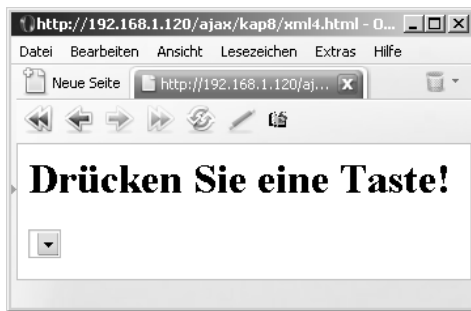 http://192.168.1.120/ajax/kap8/xml4.html - O...
Datei Bearbeiten Ansicht Lesezeichen Extras Hilfe
Neue Seite http://192.168.1.120/aj...
Drücken Sie eine Taste!